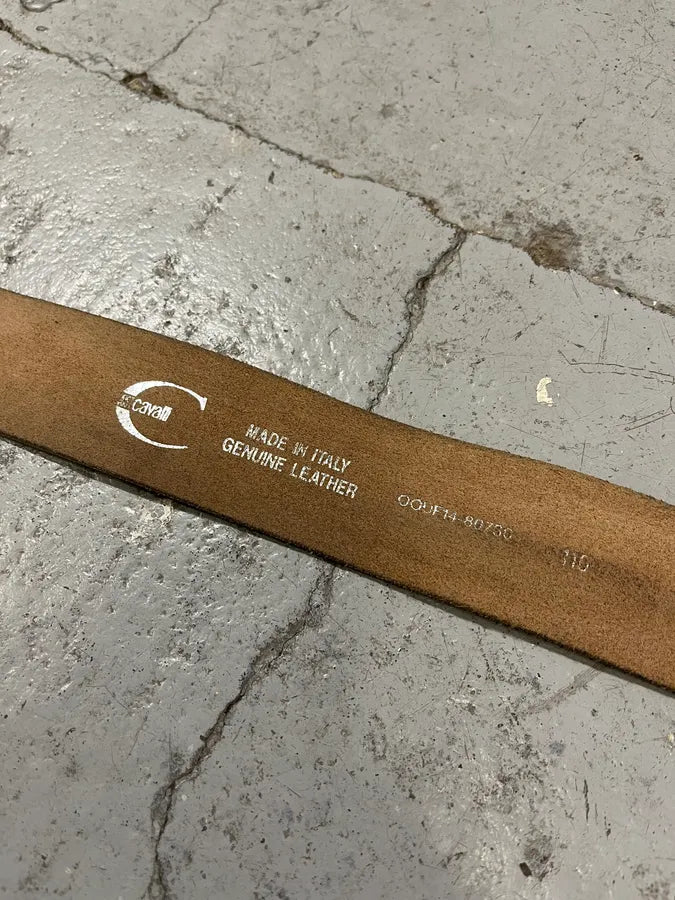 cavalli
MADE IN ITALY
GENUINE LEATHER
110